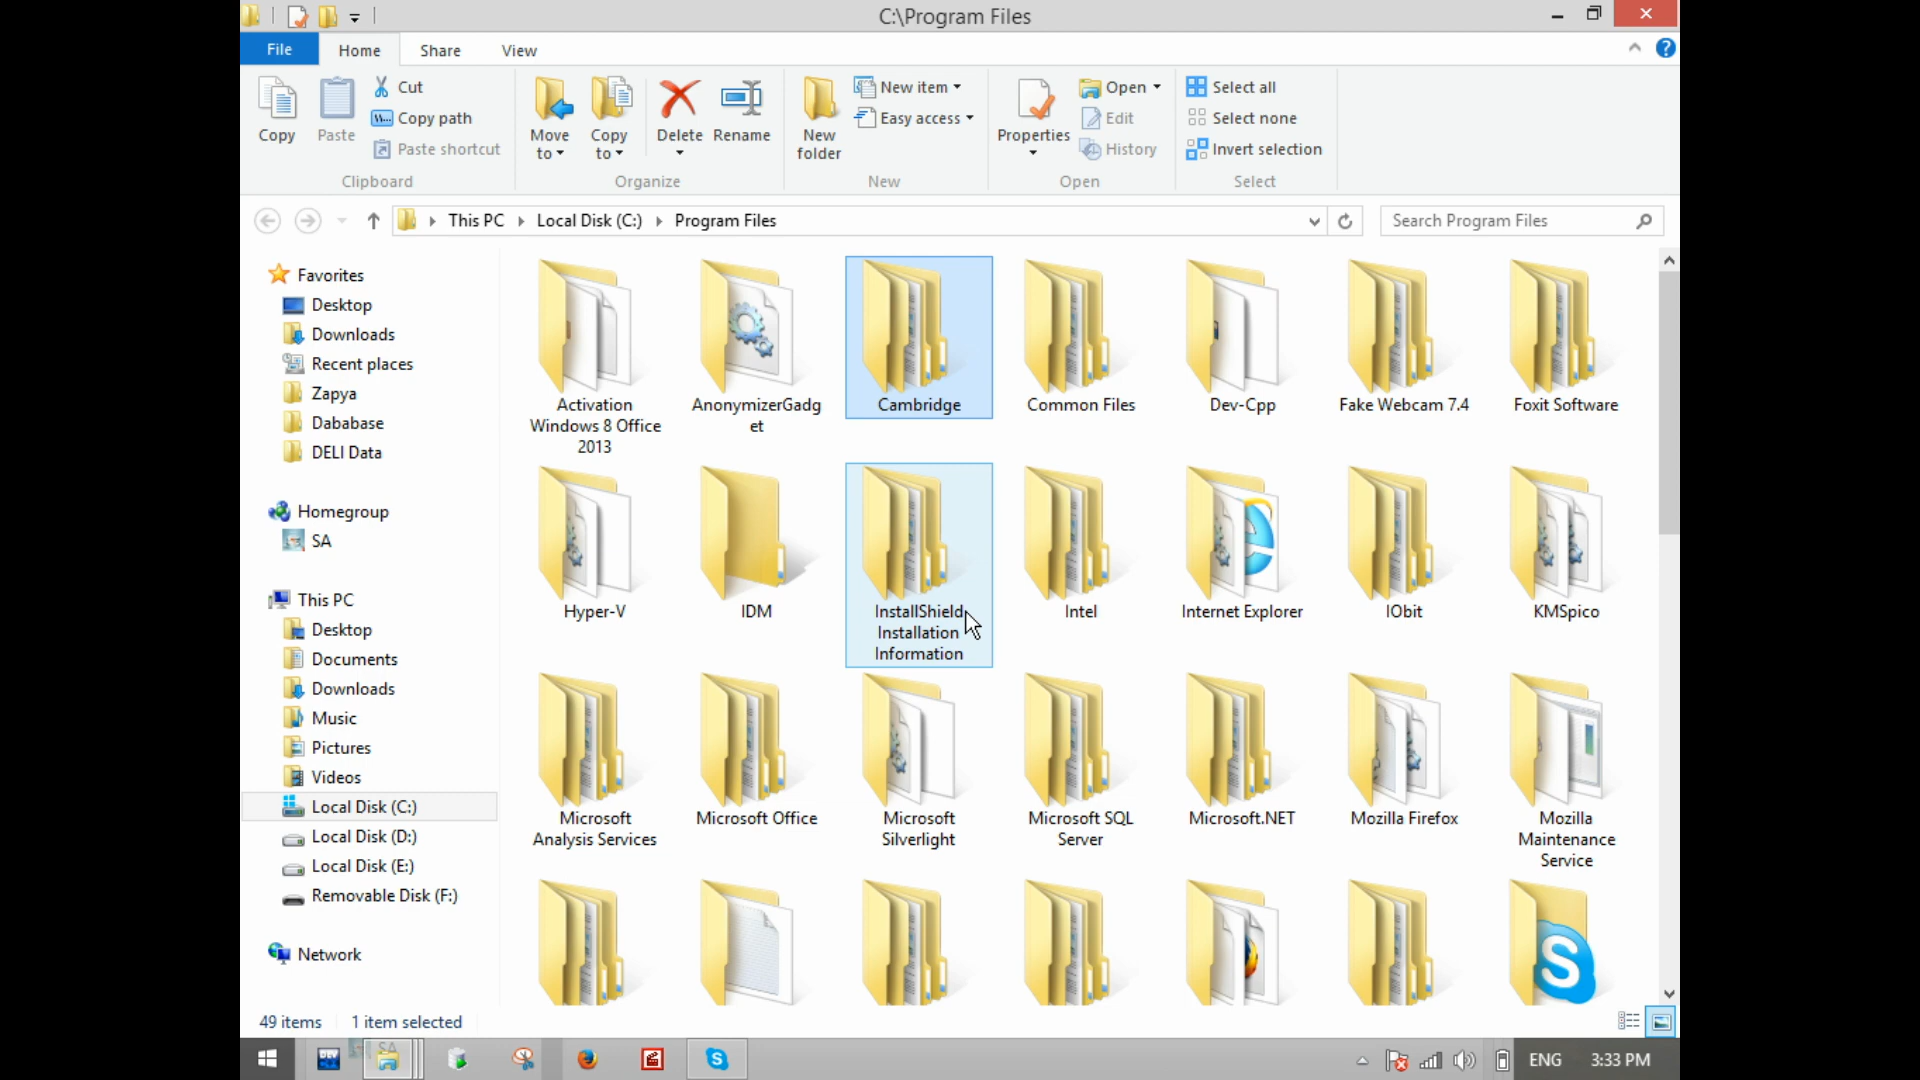 C:\Program Files
File
Home
Share
View
Copy
Paste
Cut
Copy path
Paste shortcut
Clipboard
Move
to
Copy
to
Delete
Rename
Organize
New
folder
New item
Easy access
New
Properties
Open
Edit
History
Open
Select all
Select none
Invert selection
Select
This PC
Local Disk (C:)
Program Files
Search Program Files
Favorites
Desktop
Downloads
Recent places
Zapya
Dababase
DELI Data
Homegroup
SA
This PC
Desktop
Documents
Downloads
Music
Pictures
Videos
Local Disk (C:)
Local Disk (D:)
Local Disk (E:)
Removable Disk (F:)
Network
Activation
Windows 8 Office
2013
AnonymizerGadg
et
Cambridge
Common Files
Dev-Cpp
Fake Webcam 7.4
Foxit Software
Hyper-V
IDM
InstallShield
Installation
Information
Intel
Internet Explorer
IObit
KMSpico
Microsoft
Analysis Services
Microsoft Office
Microsoft
Silverlight
Microsoft SQL
Server
Microsoft.NET
Mozilla Firefox
Mozilla
Maintenance
Service
49 items
1 item selected
DEV
SA
ENG
3:33 PM